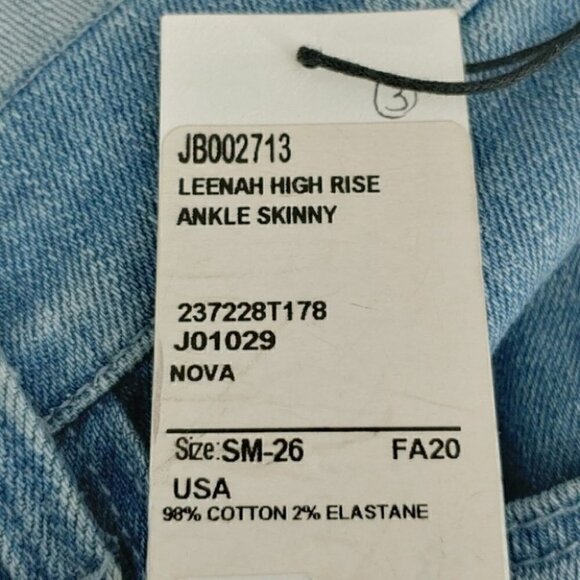 3
JB002713
LEENAH HIGH RISE
ANKLE SKINNY
237228T178
J01029
NOVA
Size: SM-26 FA20
USA
98% COTTON 2% ELASTANE